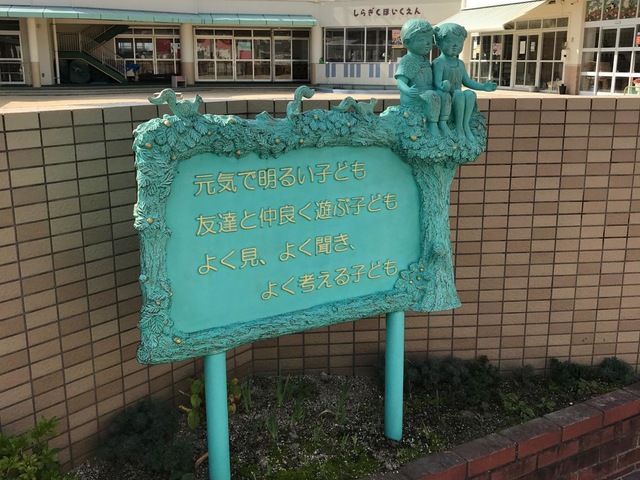 しらぎくほいくえん
元気で明るい子ども
友達と仲良く遊ぶ子ども
よく見、よく聞き、
よく考える子ども